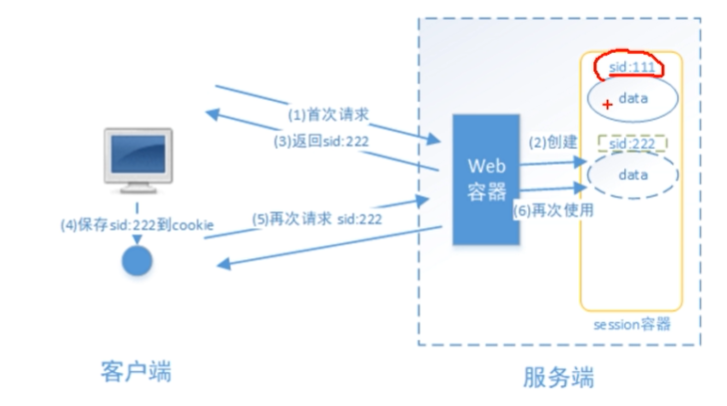 sid:111
data
(1)首次请求
(3)返回sid:222
(2)创建
sid:222
Web
容器
data
(4)保存sid:222到cookie
(5)再次请求 sid:222
(6)再次使用
session容器
客户端
服务端